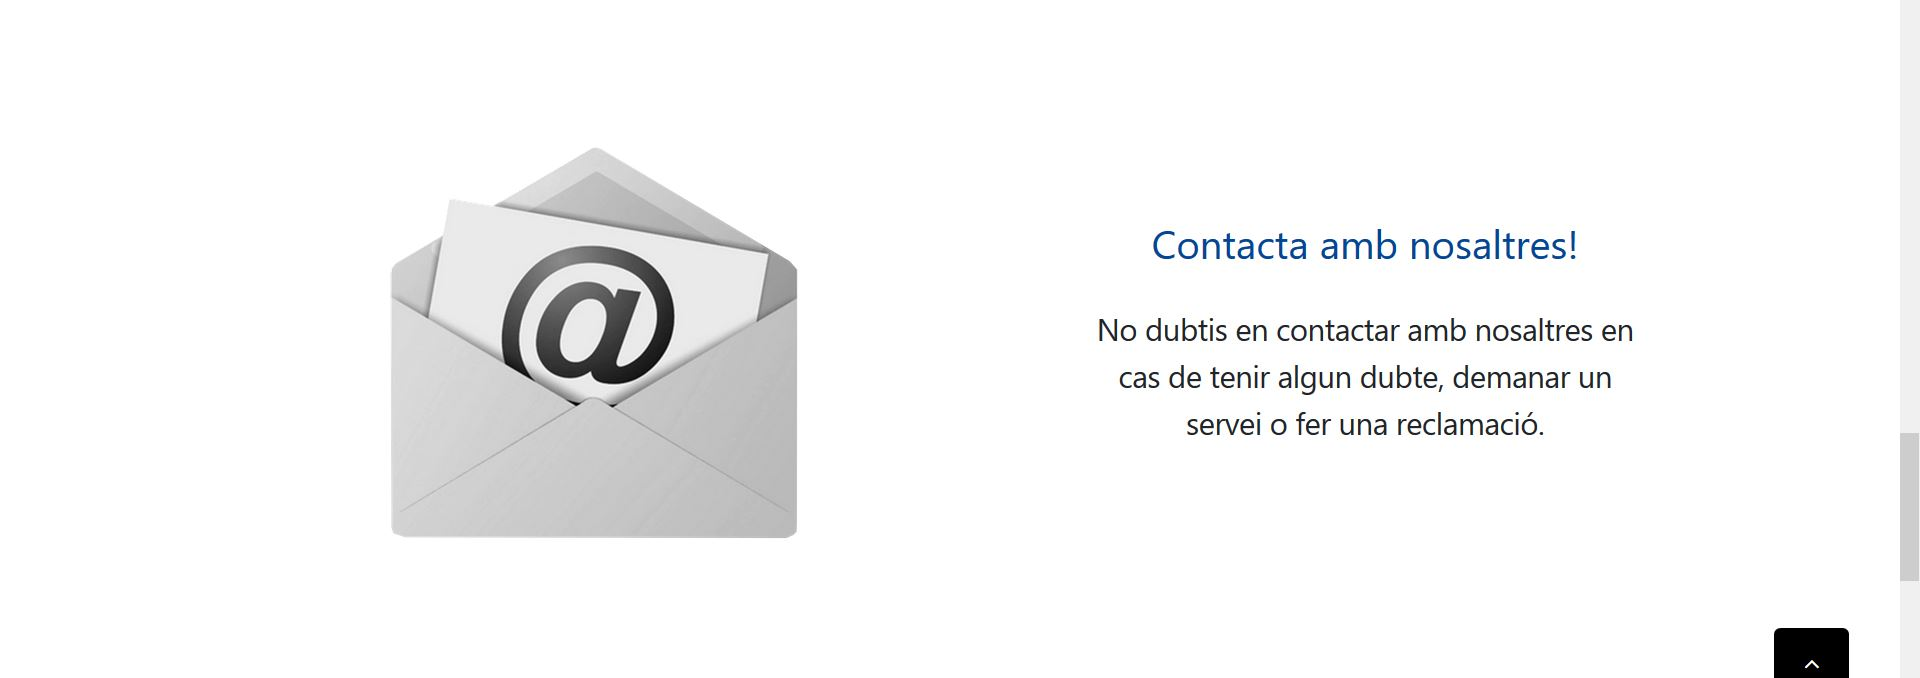 @
Contacta amb nosaltres!
No dubtis en contactar amb nosaltres en
cas de tenir algun dubte, demanar un
servei o fer una reclamació.